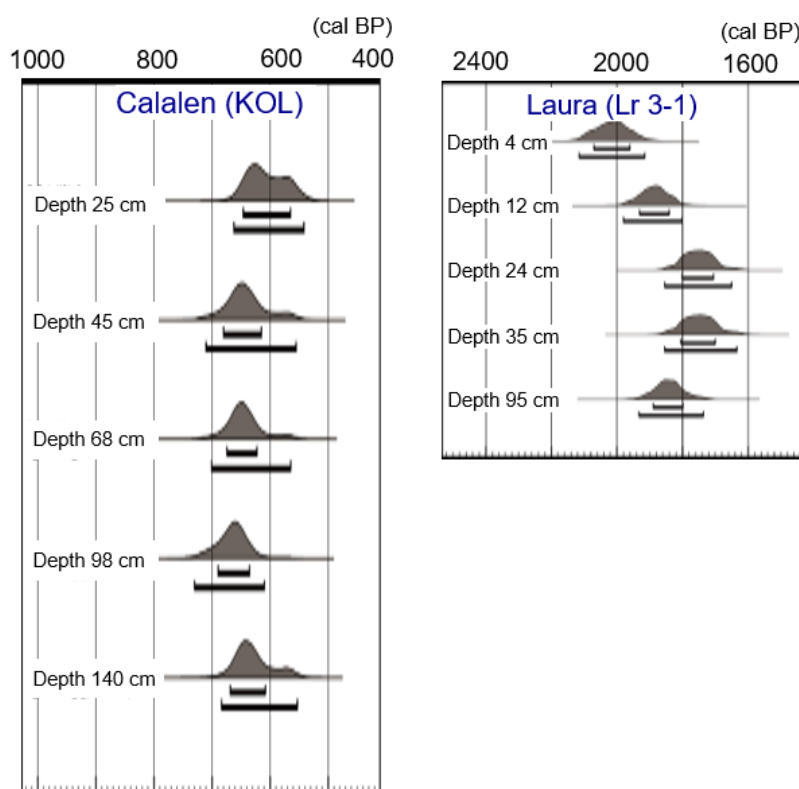 (cal BP)
1000 800 600 400
Calalen (KOL)
Depth 25 cm
Depth 45 cm
Depth 68 cm
Depth 98 cm
Depth 140 cm
(cal BP)
2400 2000 1600
Laura (Lr 3-1)
Depth 4 cm
Depth 12 cm
Depth 24 cm
Depth 35 cm
Depth 95 cm